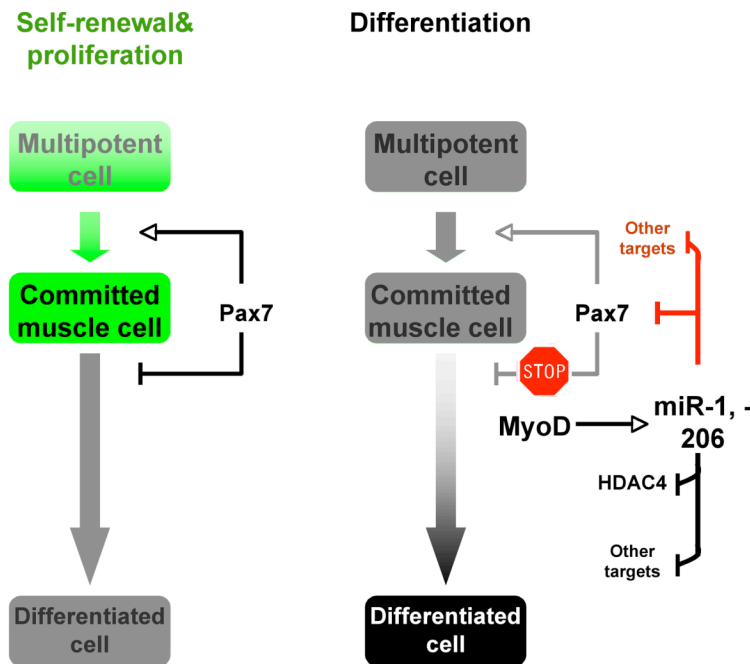 Self-renewal&
proliferation
Differentiation
Multipotent
cell
Multipotent
cell
Other
targets
Committed
muscle cell
Pax7
Committed
muscle cell
Pax7
STOP
MyoD
miR-1, -
206
HDAC4
Other
targets
Differentiated
cell
Differentiated
cell